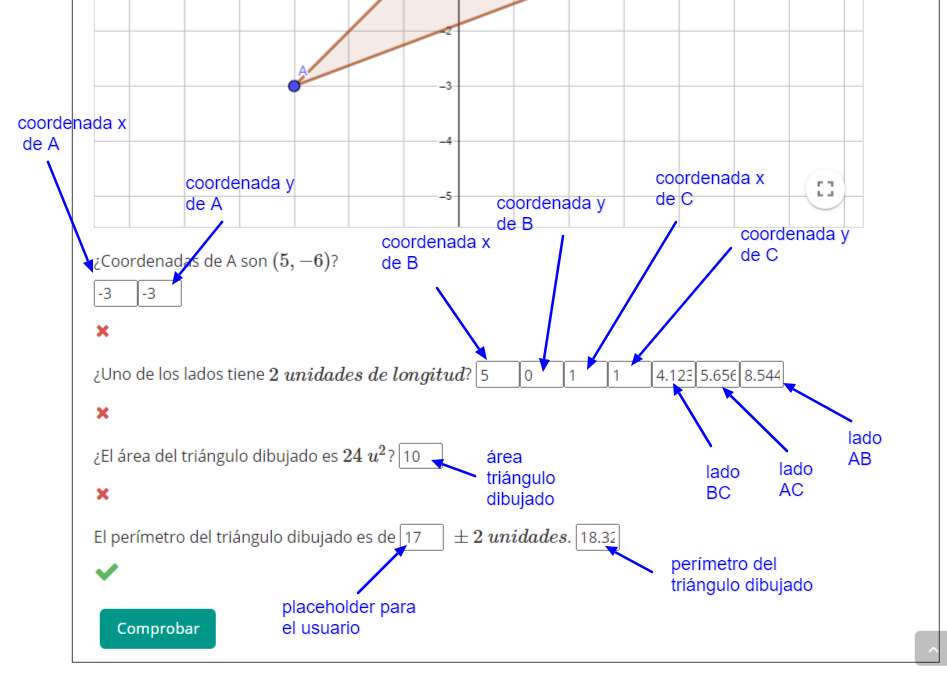 -2
A
-3
coordenada x
de A
-4
coordenada y
de A
coordenada x
de C
-5
coordenada y
de B
coordenada y
de C
coordenada x
de B
¿Coordenadas de A son (5, −6)?
-3 -3
¿Uno de los lados tiene 2 unidades de longitud? 5 0 1 1 4.123 5.656 8.544
lado
AB
¿El área del triángulo dibujado es 24 u²? 10
área
triángulo
dibujado
lado
BC
lado
AC
El perímetro del triángulo dibujado es de 17 ± 2 unidades. 18.32
perímetro del
triángulo dibujado
placeholder para
el usuario
Comprobar